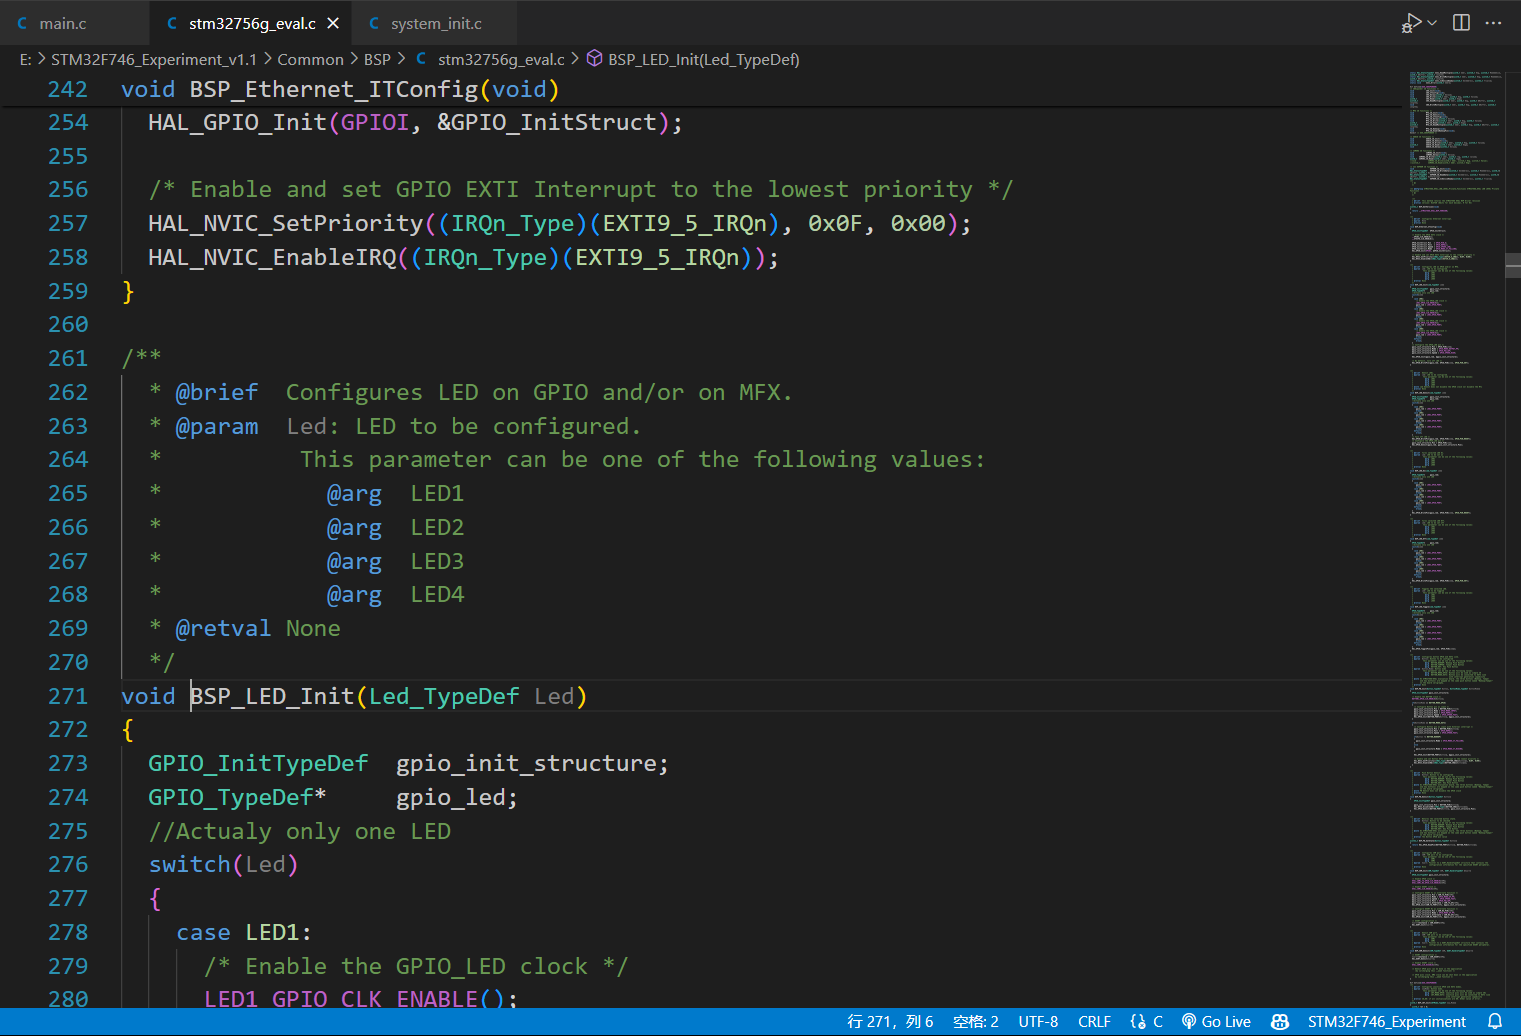 C main.c
C stm32756g_eval.c
C system_init.c
E: > STM32F746_Experiment_v1.1 > Common > BSP > C stm32756g_eval.c > BSP_LED_Init(Led_TypeDef)
242 void BSP_Ethernet_ITConfig(void)
254 HAL_GPIO_Init(GPIOI, &GPIO_InitStruct);
255
256 /* Enable and set GPIO EXTI Interrupt to the lowest priority */
257 HAL_NVIC_SetPriority((IRQn_Type)(EXTI9_5_IRQn), 0x0F, 0x00);
258 HAL_NVIC_EnableIRQ((IRQn_Type)(EXTI9_5_IRQn));
259 }
260
261 /**
262 * @brief Configures LED on GPIO and/or on MFX.
263 * @param Led: LED to be configured.
264 * This parameter can be one of the following values:
265 * @arg LED1
266 * @arg LED2
267 * @arg LED3
268 * @arg LED4
269 * @retval None
270 */
271 void BSP_LED_Init(Led_TypeDef Led)
272 {
273 GPIO_InitTypeDef gpio_init_structure;
274 GPIO_TypeDef* gpio_led;
275 //Actualy only one LED
276 switch(Led)
277 {
278 case LED1:
279 /* Enable the GPIO_LED clock */
280 LED1_GPIO_CLK_ENABLE();
行 271，列 6 空格: 2 UTF-8 CRLF {} C Go Live STM32F746_Experiment